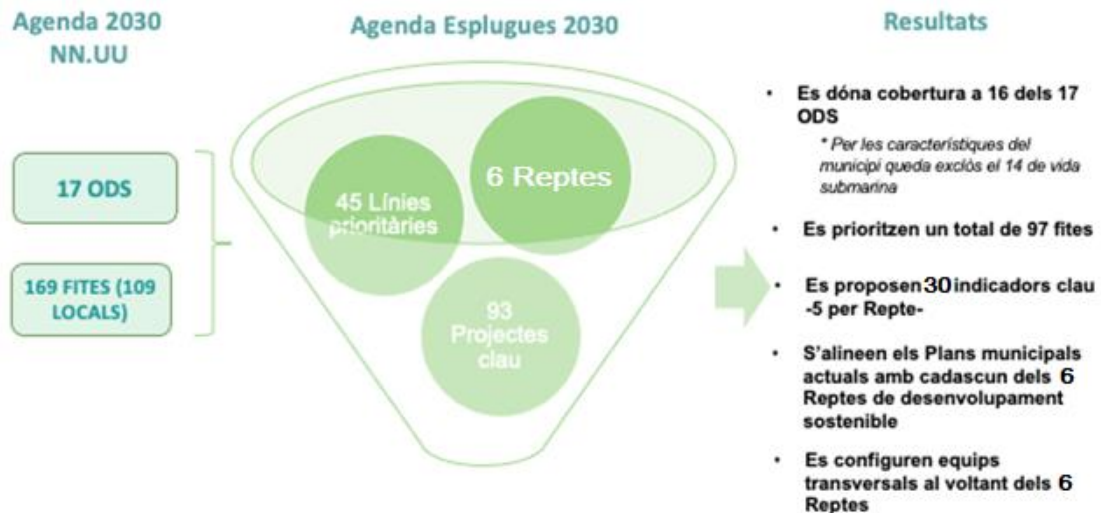 Agenda 2030
NN.UU
17 ODS
169 FITES (109
LOCALS)
Agenda Esplugues 2030
6 Reptes
45 Línies
prioritàries
93
Projectes
clau
Resultats
• Es dóna cobertura a 16 dels 17
ODS
* Per les característiques del
municipi queda exclòs el 14 de vida
submarina
• Es prioritzen un total de 97 fites
• Es proposen 30 indicadors clau
-5 per Repte-
• S'alineen els Plans municipals
actuals amb cadascun dels 6
Reptes de desenvolupament
sostenible
• Es configuren equips
transversals al voltant dels 6
Reptes